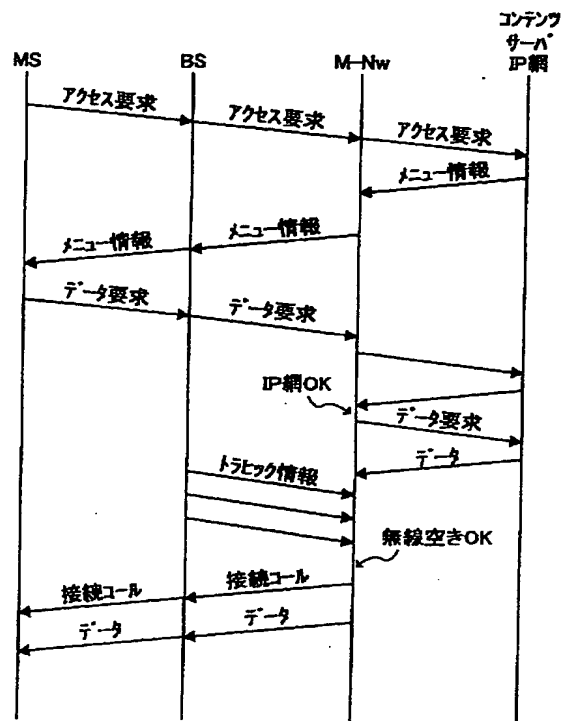 コンテンツ
サーバ
MS BS M-Nw IP網
アクセス要求
アクセス要求
アクセス要求
メニュー情報
メニュー情報
メニュー情報
データ要求
データ要求
IP網OK
データ要求
データ
トラヒック情報
無線空きOK
接続コール
接続コール
データ
データ